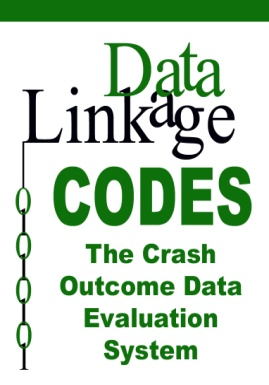 Data
Linkage
CODES
The Crash
Outcome Data
Evaluation
System